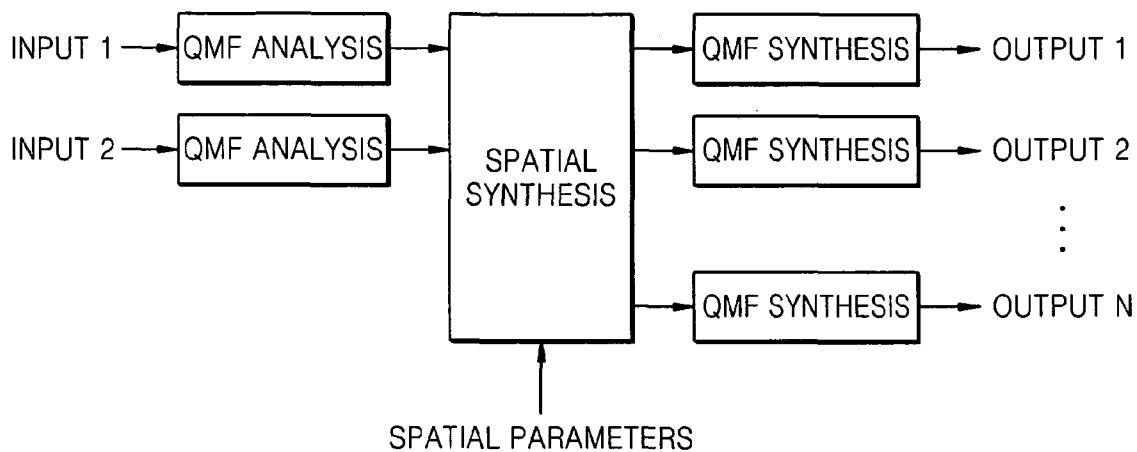 INPUT 1
QMF ANALYSIS
QMF SYNTHESIS
OUTPUT 1
INPUT 2
QMF ANALYSIS
SPATIAL
SYNTHESIS
QMF SYNTHESIS
OUTPUT 2
QMF SYNTHESIS
OUTPUT N
SPATIAL PARAMETERS